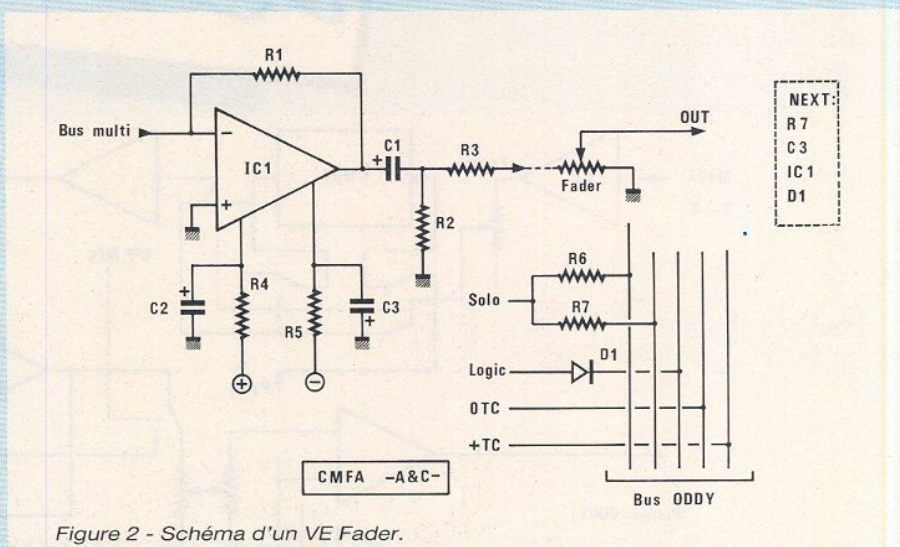 R1
Bus multi
−
IC1
+
+
C1
R3
OUT
Fader
R2
NEXT:
R7
C3
IC1
D1
+
C2
R4
R5
C3
+
+
−
Solo
R6
R7
Logic
D1
0TC
+TC
Bus ODDY
CMFA -A&C-
Figure 2 - Schéma d'un VE Fader.